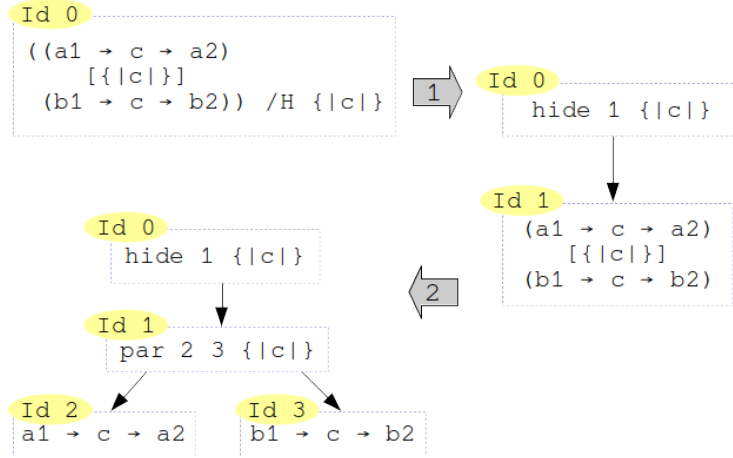 Id 0
((a1 → c → a2)
[{|c|}]
(b1 → c → b2)) /H {|c|}
1
Id 0
hide 1 {|c|}
Id 1
(a1 → c → a2)
[{|c|}]
(b1 → c → b2)
2
Id 0
hide 1 {|c|}
Id 1
par 2 3 {|c|}
Id 2
a1 → c → a2
Id 3
b1 → c → b2